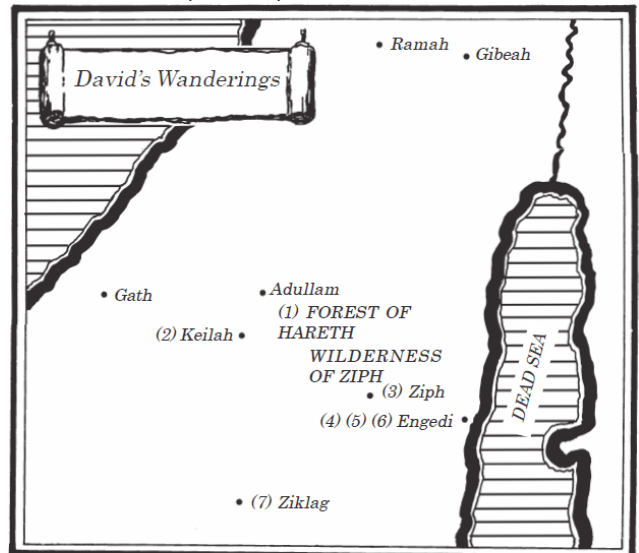 Ramah
Gibeah
David's Wanderings
Gath
Adullam
(1) FOREST OF
HARETH
(2) Keilah
WILDERNESS
OF ZIPH
(3) Ziph
(4) (5) (6) Engedi
DEAD SEA
(7) Ziklag